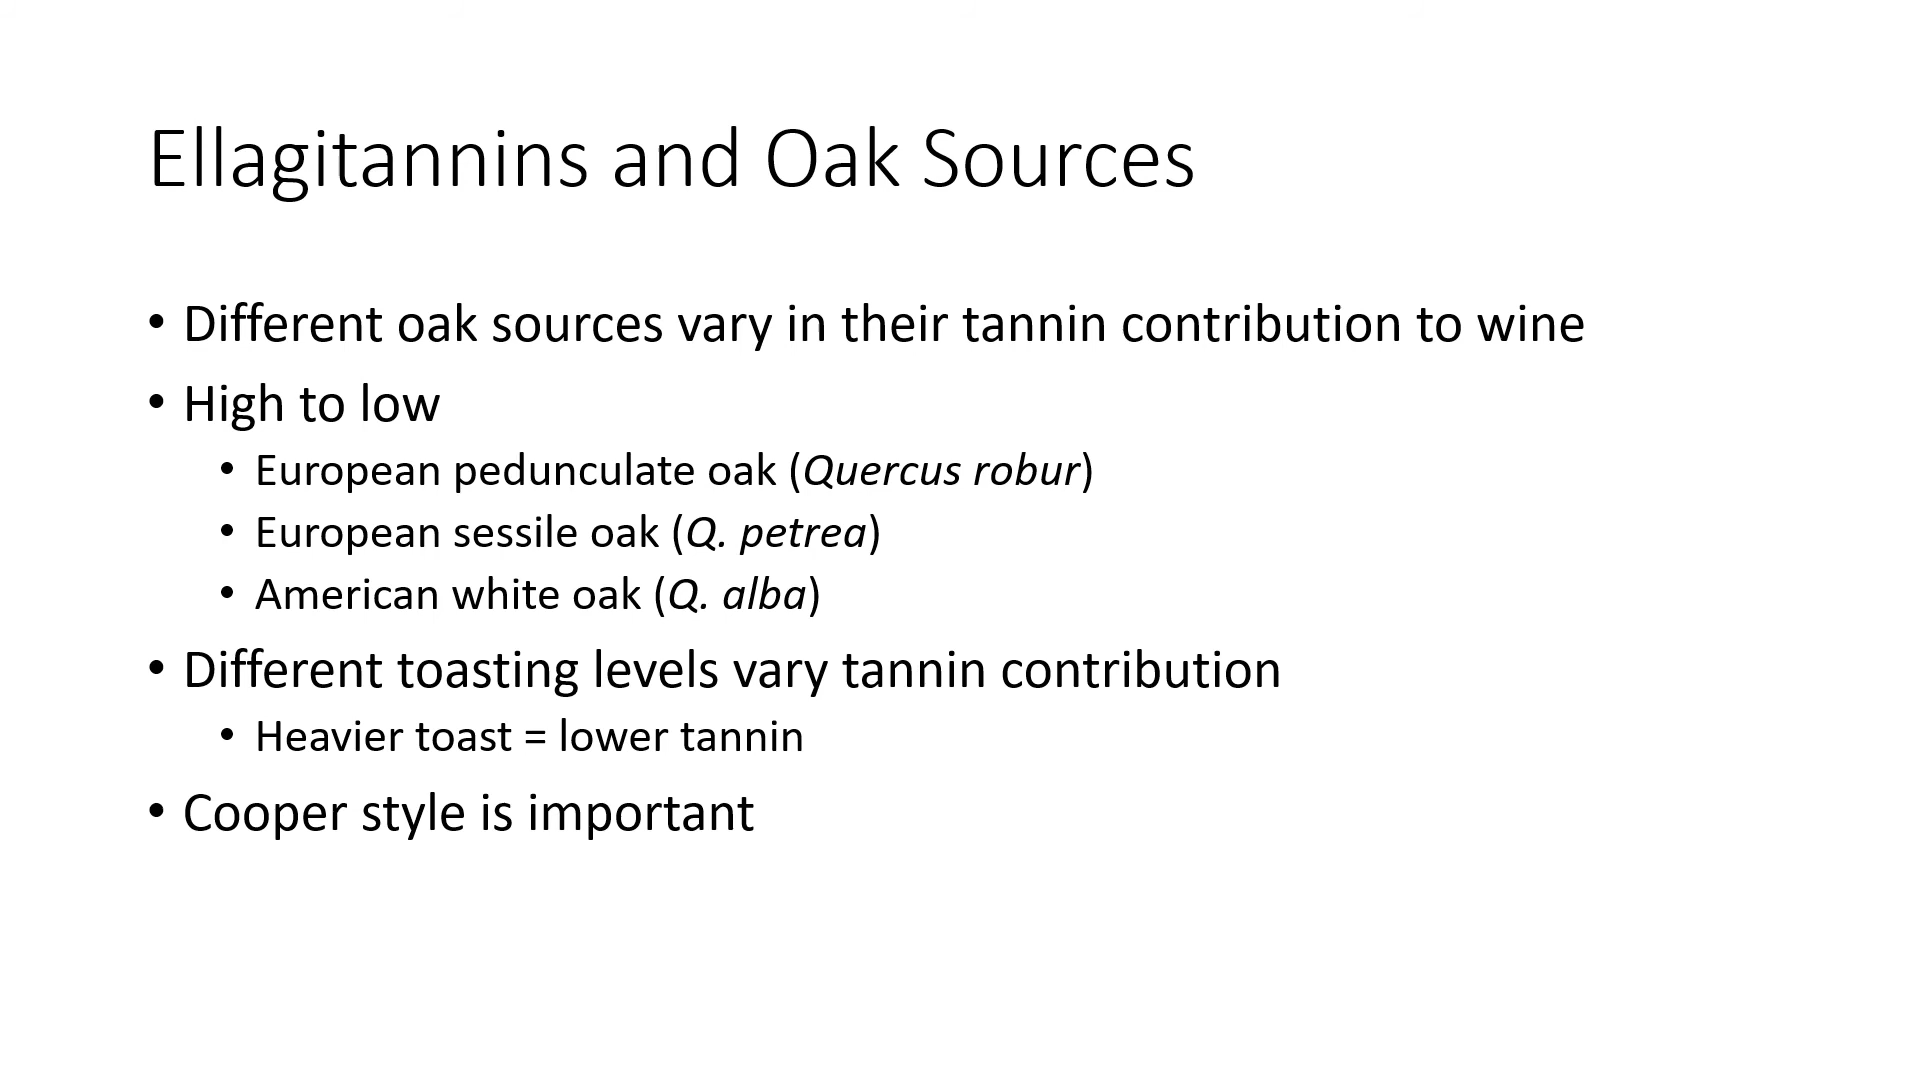 Ellagitannins and Oak Sources
• Different oak sources vary in their tannin contribution to wine
• High to low
• European pedunculate oak (Quercus robur)
• European sessile oak (Q. petrea)
• American white oak (Q. alba)
• Different toasting levels vary tannin contribution
• Heavier toast = lower tannin
• Cooper style is important